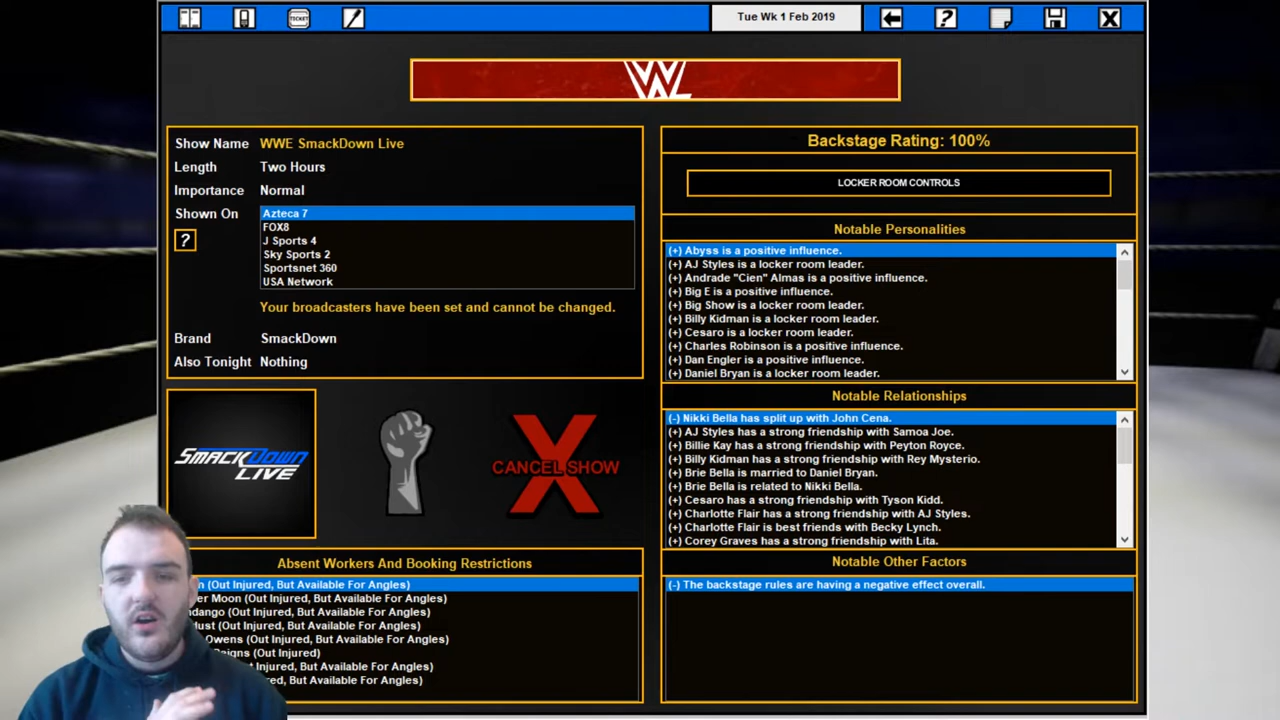 TICKET
Tue Wk 1 Feb 2019
Show Name WWE SmackDown Live
Length Two Hours
Importance Normal
Shown On Azteca 7
FOX8
J Sports 4
Sky Sports 2
Sportsnet 360
USA Network
?
Your broadcasters have been set and cannot be changed.
Brand SmackDown
Also Tonight Nothing
SMACKDOWN LIVE
CANCEL SHOW
Absent Workers And Booking Restrictions
(Out Injured, But Available For Angles)
Moon (Out Injured, But Available For Angles)
(Out Injured, But Available For Angles)
(Out Injured, But Available For Angles)
Owens (Out Injured, But Available For Angles)
(Out Injured)
But Available For Angles)
But Available For Angles)
Backstage Rating: 100%
LOCKER ROOM CONTROLS
Notable Personalities
(+) Abyss is a positive influence.
(+) AJ Styles is a locker room leader.
(+) Andrade "Cien" Almas is a positive influence.
(+) Big E is a positive influence.
(+) Big Show is a locker room leader.
(+) Billy Kidman is a locker room leader.
(+) Cesaro is a locker room leader.
(+) Charles Robinson is a positive influence.
(+) Dan Engler is a positive influence.
(+) Daniel Bryan is a locker room leader.
Notable Relationships
(-) Nikki Bella has split up with John Cena.
(+) AJ Styles has a strong friendship with Samoa Joe.
(+) Billie Kay has a strong friendship with Peyton Royce.
(+) Billy Kidman has a strong friendship with Rey Mysterio.
(+) Brie Bella is married to Daniel Bryan.
(+) Brie Bella is related to Nikki Bella.
(+) Cesaro has a strong friendship with Tyson Kidd.
(+) Charlotte Flair has a strong friendship with AJ Styles.
(+) Charlotte Flair is best friends with Becky Lynch.
(+) Corey Graves has a strong friendship with Lita.
Notable Other Factors
(-) The backstage rules are having a negative effect overall.